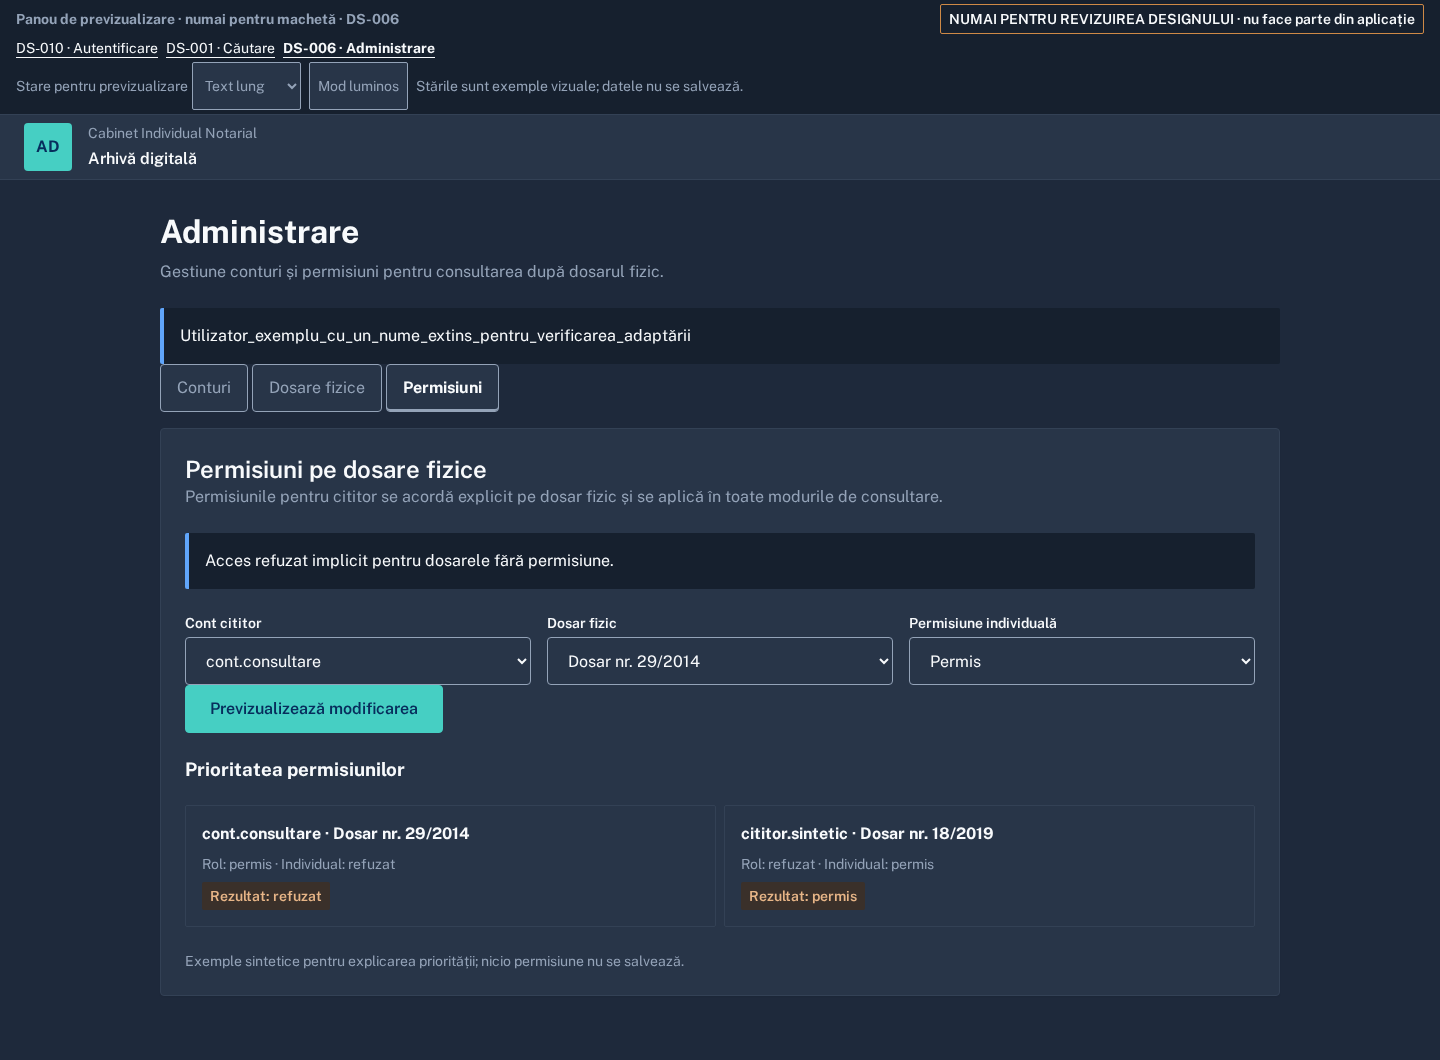 Panou de previzualizare · numai pentru machetă · DS-006
NUMAI PENTRU REVIZUIREA DESIGNULUI · nu face parte din aplicație
DS-010 · Autentificare DS-001 · Căutare DS-006 · Administrare
Stare pentru previzualizare Text lung Mod luminos Stările sunt exemple vizuale; datele nu se salvează.
AD
Cabinet Individual Notarial
Arhivă digitală
Administrare
Gestiune conturi și permisiuni pentru consultarea după dosarul fizic.
Utilizator_exemplu_cu_un_nume_extins_pentru_verificarea_adaptării
Conturi Dosare fizice Permisiuni
Permisiuni pe dosare fizice
Permisiunile pentru cititor se acordă explicit pe dosar fizic și se aplică în toate modurile de consultare.
Acces refuzat implicit pentru dosarele fără permisiune.
Cont cititor Dosar fizic Permisiune individuală
cont.consultare Dosar nr. 29/2014 Permis
Previzualizează modificarea
Prioritatea permisiunilor
cont.consultare · Dosar nr. 29/2014
Rol: permis · Individual: refuzat
Rezultat: refuzat
cititor.sintetic · Dosar nr. 18/2019
Rol: refuzat · Individual: permis
Rezultat: permis
Exemple sintetice pentru explicarea priorității; nicio permisiune nu se salvează.